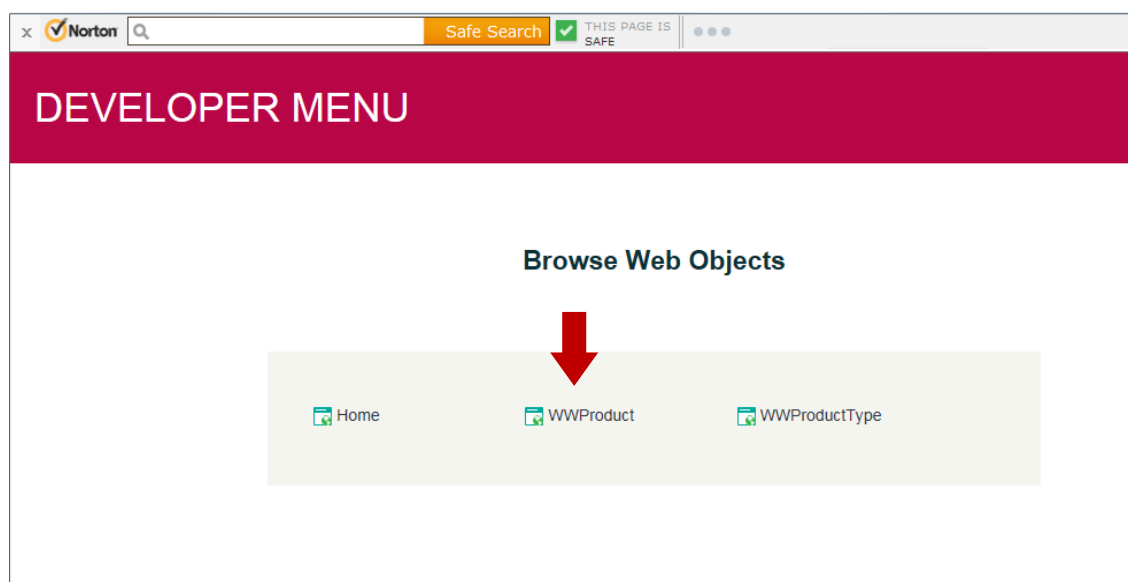 x Norton Safe Search THIS PAGE IS
SAFE
DEVELOPER MENU
Browse Web Objects
Home WWProduct WWProductType